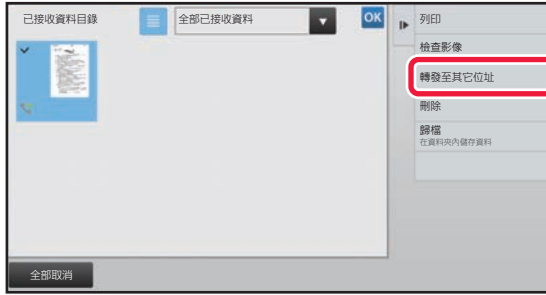 已接收資料目錄
全部已接收資料
OK
列印
檢查影像
轉發至其它位址
刪除
歸檔
在資料夾內儲存資料
全部取消